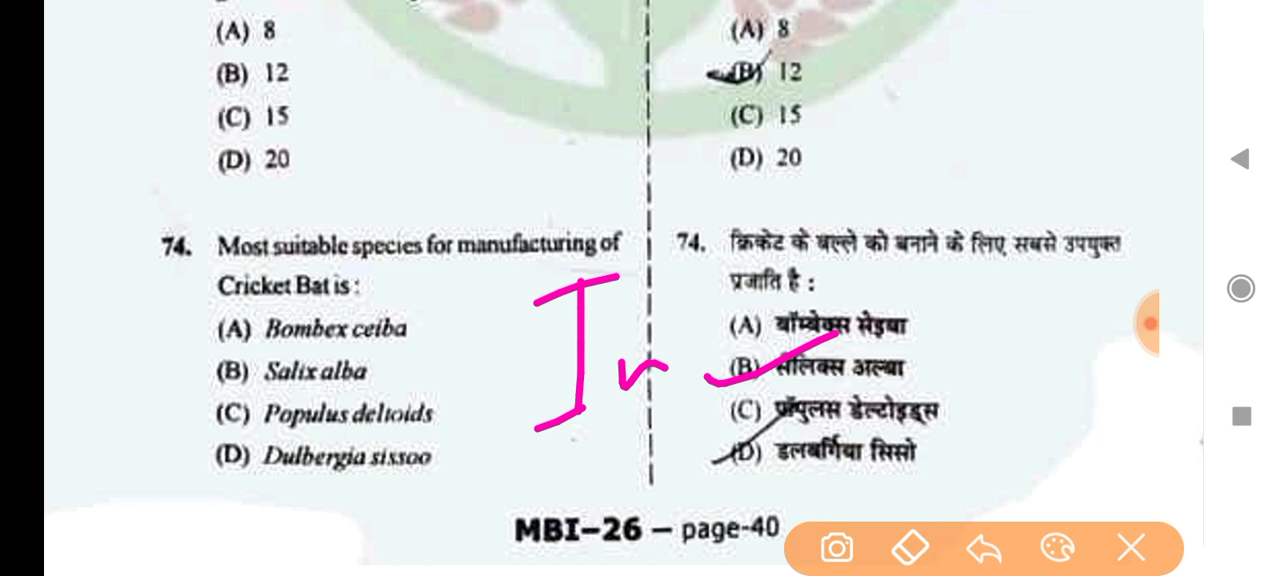 (A) 8
(B) 12
(C) 15
(D) 20
74. Most suitable species for manufacturing of
Cricket Bat is :
(A) Bombex ceiba
(B) Salix alba
(C) Populus deltoids
(D) Dulbergia sissoo
(A) 8
(B) 12
(C) 15
(D) 20
74. क्रिकेट के बल्ले को बनाने के लिए सबसे उपयुक्त
प्रजाति है :
(A) बॉम्बेक्स सेइबा
(B) सैलिक्स अल्बा
(C) पॉपुलस डेल्टोइड्स
(D) डलबर्गिया सिसो
MBI–26 – page-40